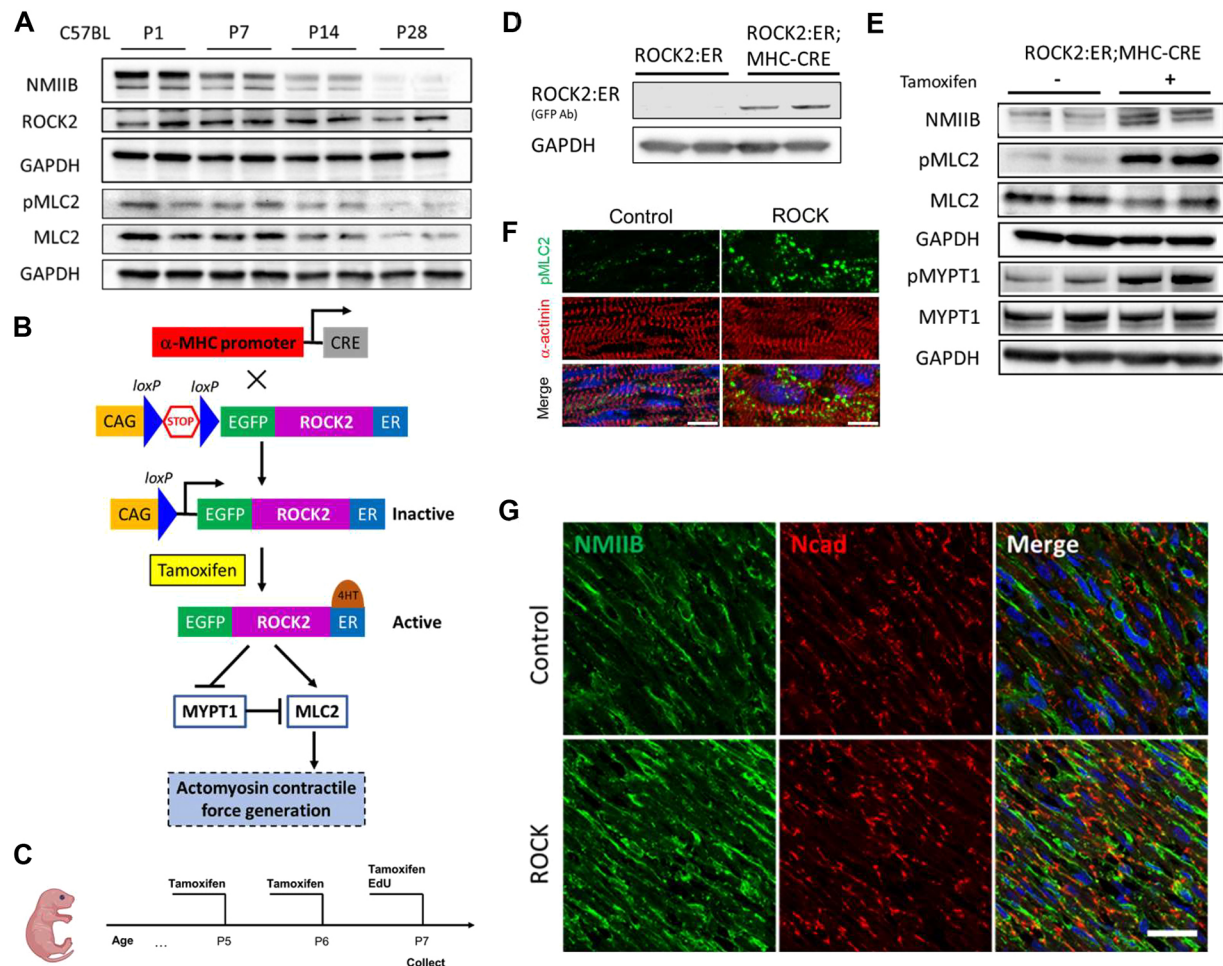 A
C57BL P1 P7 P14 P28
NMIIB
ROCK2
GAPDH
pMLC2
MLC2
GAPDH
B
α-MHC promoter CRE
loxP loxP
CAG STOP EGFP ROCK2 ER
loxP
CAG EGFP ROCK2 ER Inactive
Tamoxifen
4HT
EGFP ROCK2 ER Active
MYPT1 MLC2
Actomyosin contractile
force generation
C
Tamoxifen Tamoxifen Tamoxifen
EdU
Age ... P5 P6 P7
Collect
D
ROCK2:ER ROCK2:ER;
MHC-CRE
ROCK2:ER
(GFP Ab)
GAPDH
E
ROCK2:ER;MHC-CRE
Tamoxifen - +
NMIIB
pMLC2
MLC2
GAPDH
pMYPT1
MYPT1
GAPDH
F
Control ROCK
pMLC2
α-actinin
Merge
G
NMIIB Ncad Merge
Control
ROCK